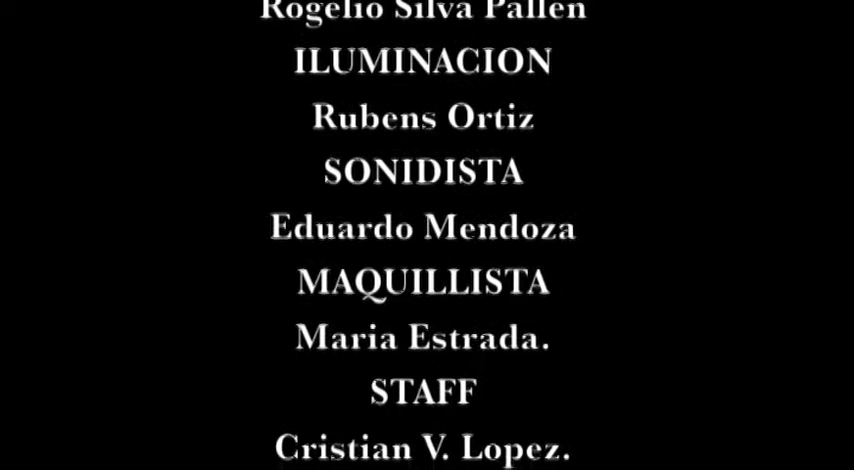 Rogelio Silva Pallen
ILUMINACION
Rubens Ortiz
SONIDISTA
Eduardo Mendoza
MAQUILLISTA
Maria Estrada.
STAFF
Cristian V. Lopez.